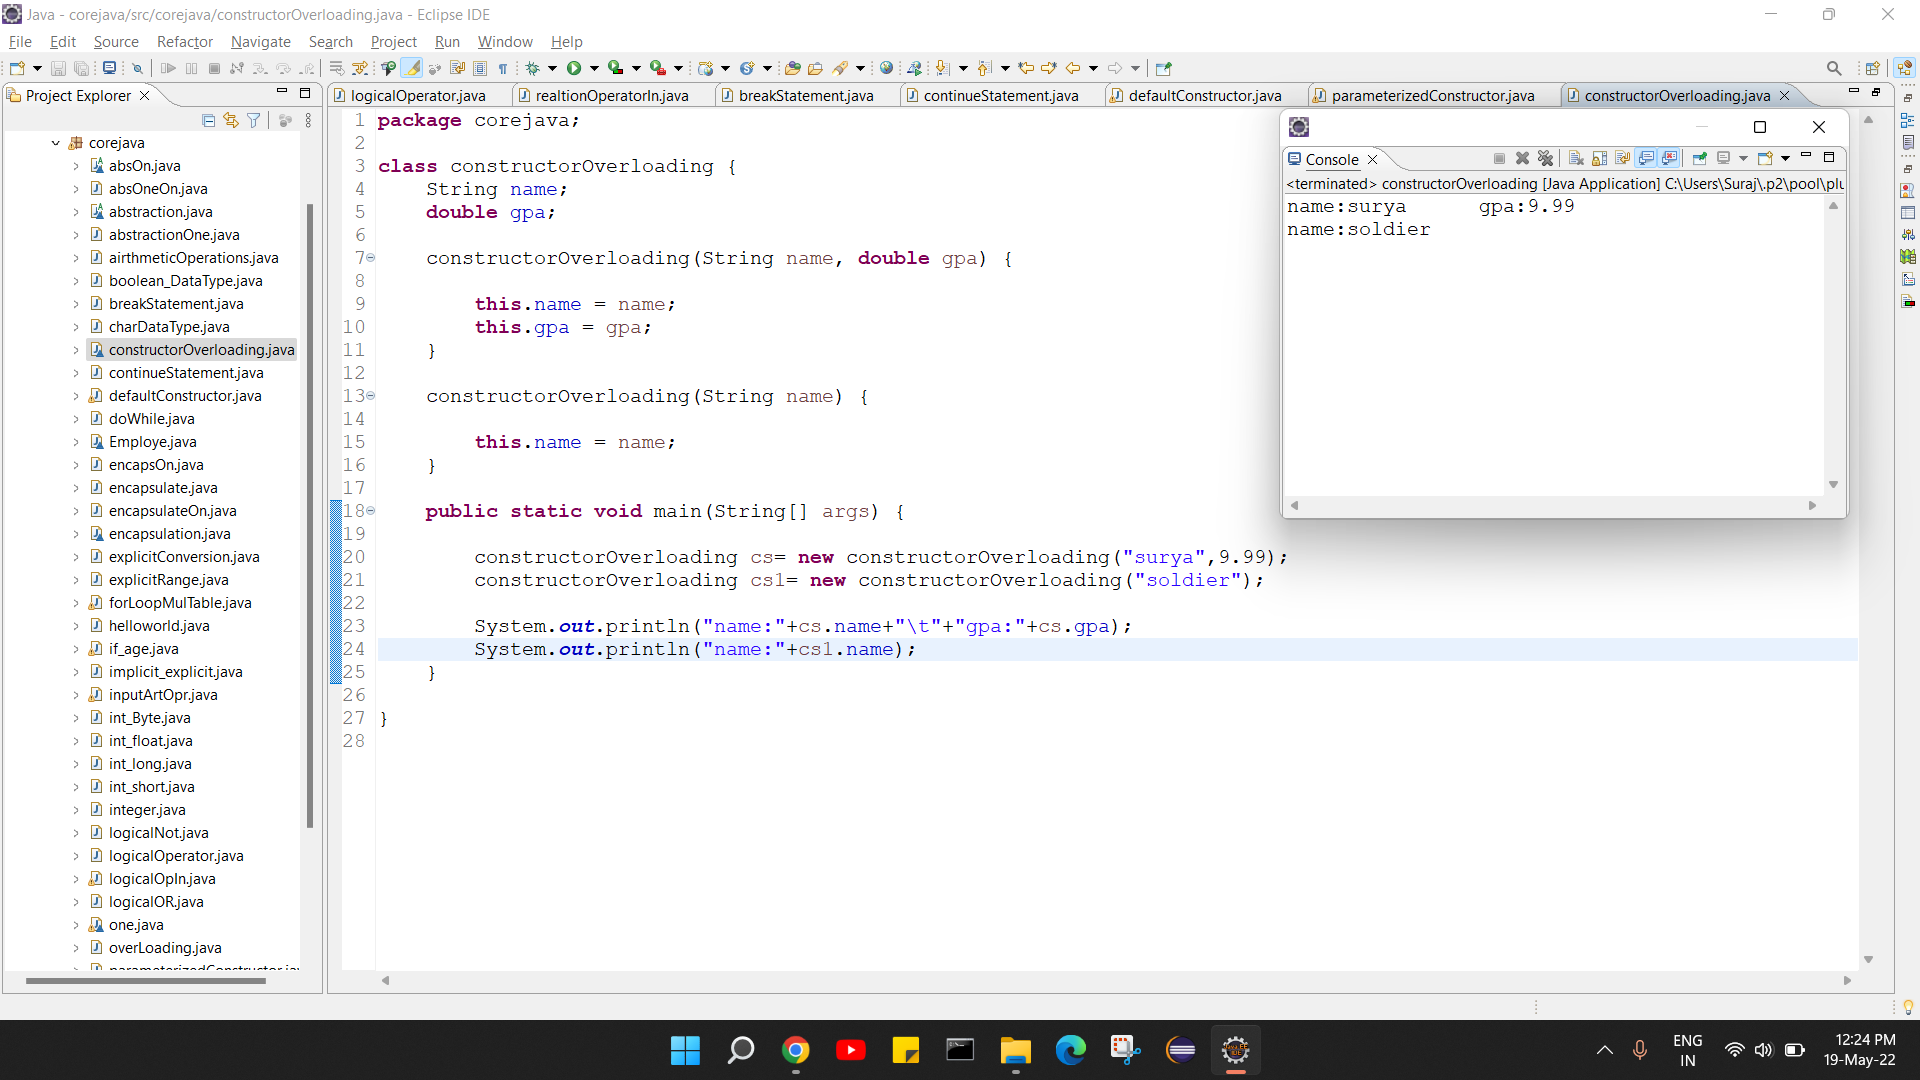 Java - corejava/src/corejava/constructorOverloading.java - Eclipse IDE
File Edit Source Refactor Navigate Search Project Run Window Help
Project Explorer
logicalOperator.java realtionOperatorIn.java breakStatement.java continueStatement.java defaultConstructor.java parameterizedConstructor.java constructorOverloading.java
corejava
absOn.java
absOneOn.java
abstraction.java
abstractionOne.java
airthmeticOperations.java
boolean_DataType.java
breakStatement.java
charDataType.java
constructorOverloading.java
continueStatement.java
defaultConstructor.java
doWhile.java
Employe.java
encapsOn.java
encapsulate.java
encapsulateOn.java
encapsulation.java
explicitConversion.java
explicitRange.java
forLoopMulTable.java
helloworld.java
if_age.java
implicit_explicit.java
inputArtOpr.java
int_Byte.java
int_float.java
int_long.java
int_short.java
integer.java
logicalNot.java
logicalOperator.java
logicalOpIn.java
logicalOR.java
one.java
overLoading.java
1 package corejava;
2
3 class constructorOverloading {
4 String name;
5 double gpa;
6
7 constructorOverloading(String name, double gpa) {
8
9 this.name = name;
10 this.gpa = gpa;
11 }
12
13 constructorOverloading(String name) {
14
15 this.name = name;
16 }
17
18 public static void main(String[] args) {
19
20 constructorOverloading cs= new constructorOverloading("surya",9.99);
21 constructorOverloading cs1= new constructorOverloading("soldier");
22
23 System.out.println("name:"+cs.name+"\t"+"gpa:"+cs.gpa);
24 System.out.println("name:"+cs1.name);
25 }
26
27 }
28
Console
<terminated> constructorOverloading [Java Application] C:\Users\Suraj\.p2\pool\plu
name:surya gpa:9.99
name:soldier
ENG
IN
12:24 PM
19-May-22